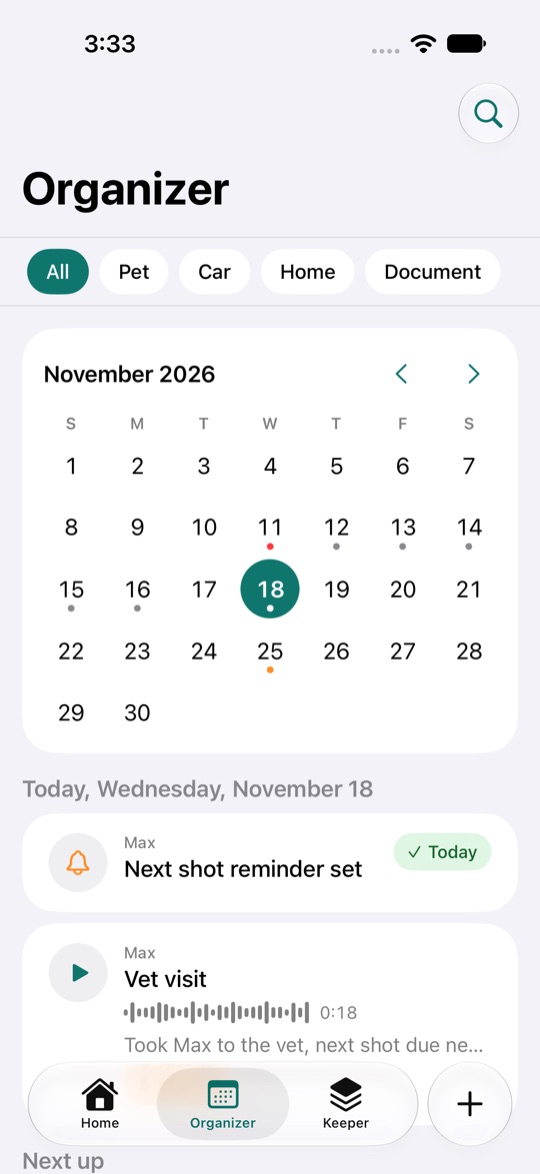 3:33
Organizer
All Pet Car Home Document
November 2026
S M T W T F S
1 2 3 4 5 6 7
8 9 10 11 12 13 14
15 16 17 18 19 20 21
22 23 24 25 26 27 28
29 30
Today, Wednesday, November 18
Max
Next shot reminder set
✓ Today
Max
Vet visit
0:18
Took Max to the vet, next shot due ne...
Home Organizer Keeper
Next up